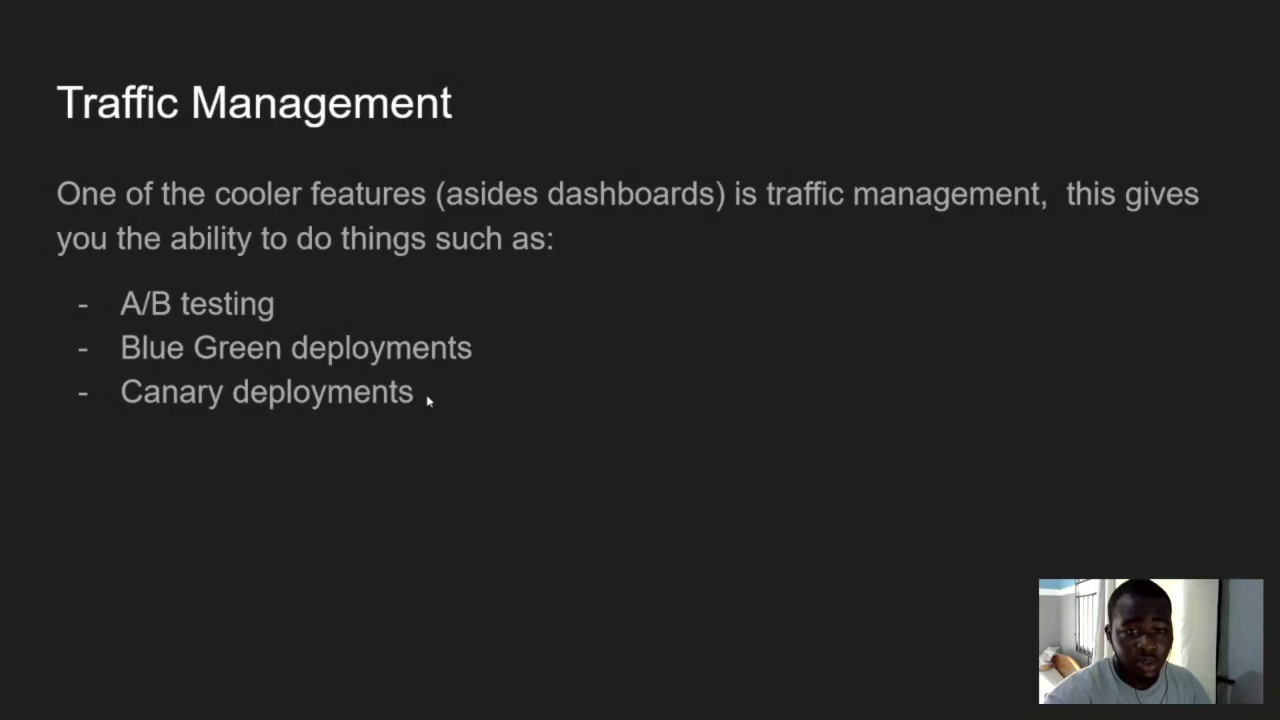 Traffic Management
One of the cooler features (asides dashboards) is traffic management,  this gives
you the ability to do things such as:
- A/B testing
- Blue Green deployments
- Canary deployments